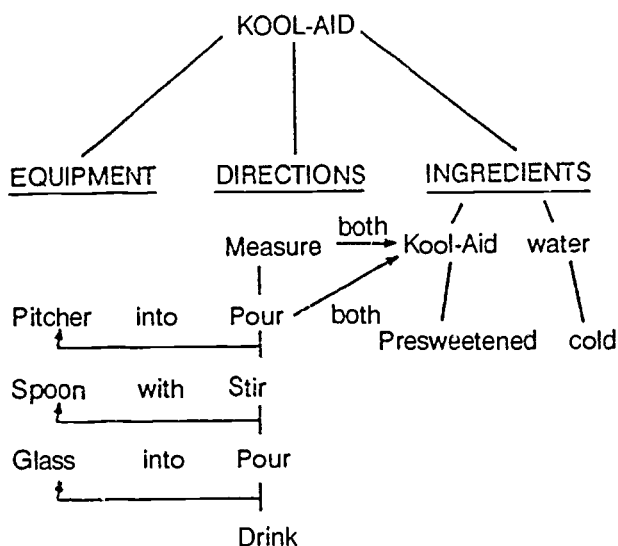 KOOL-AID
EQUIPMENT DIRECTIONS INGREDIENTS
Measure both Kool-Aid water
Pitcher into Pour both
Presweetened cold
Spoon with Stir
Glass into Pour
Drink